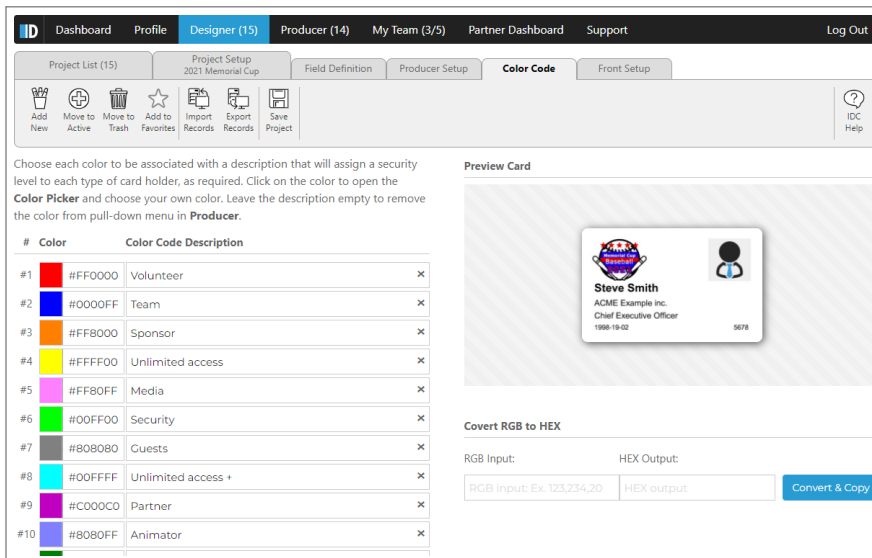 ID Dashboard Profile Designer (15) Producer (14) My Team (3/5) Partner Dashboard Support Log Out
Project List (15)
Project Setup
2021 Memorial Cup
Field Definition
Producer Setup
Color Code
Front Setup
Add New
Move to Active
Move to Trash
Add to Favorites
Import Records
Export Records
Save Project
IDC Help
Choose each color to be associated with a description that will assign a security
level to each type of card holder, as required. Click on the color to open the
Color Picker and choose your own color. Leave the description empty to remove
the color from pull-down menu in Producer.
# Color Color Code Description
#1 #FF0000 Volunteer ×
#2 #0000FF Team ×
#3 #FF8000 Sponsor ×
#4 #FFFF00 Unlimited access ×
#5 #FF80FF Media ×
#6 #00FF00 Security ×
#7 #808080 Guests ×
#8 #00FFFF Unlimited access + ×
#9 #C000C0 Partner ×
#10 #8080FF Animator ×
Preview Card
Memorial Cup
Baseball
2021
Steve Smith
ACME Example inc.
Chief Executive Officer
1998-19-02 5678
Covert RGB to HEX
RGB Input: HEX Output:
RGB input: Ex. 123,234,20 HEX output Convert & Copy